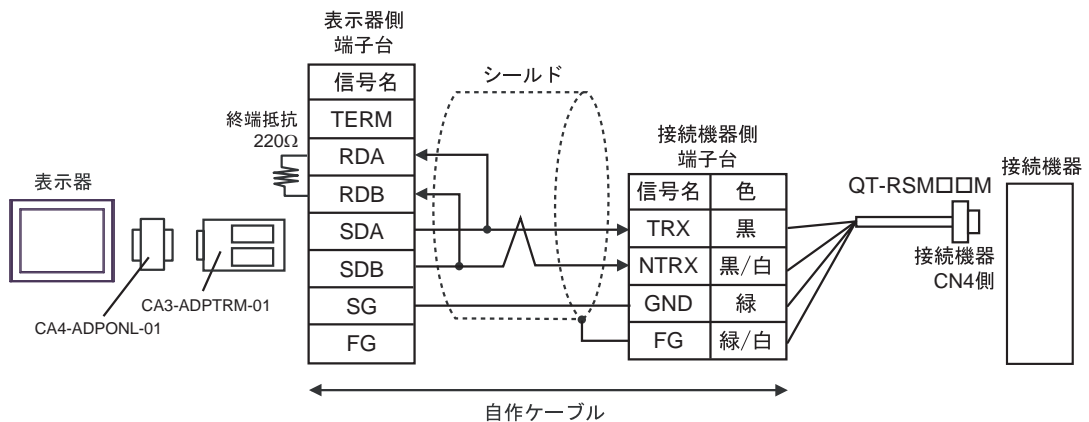 表示器側
端子台
信号名
TERM
RDA
RDB
SDA
SDB
SG
FG
終端抵抗
220Ω
シールド
表示器
CA4-ADPONL-01
CA3-ADPTRM-01
接続機器側
端子台
信号名 色
TRX 黒
NTRX 黒/白
GND 緑
FG 緑/白
QT-RSM□□M
接続機器
CN4側
接続機器
自作ケーブル